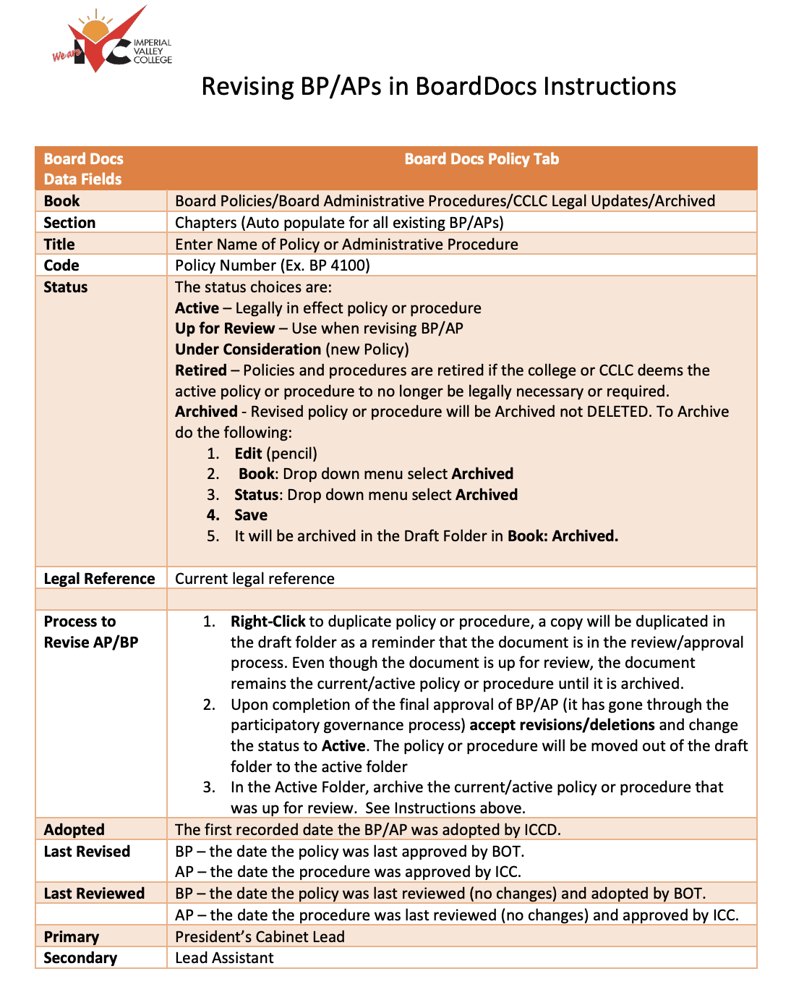 We are
IVC
IMPERIAL
VALLEY
COLLEGE
Revising BP/APs in BoardDocs Instructions
Board Docs Data Fields
Board Docs Policy Tab
Book
Board Policies/Board Administrative Procedures/CCLC Legal Updates/Archived
Section
Chapters (Auto populate for all existing BP/APs)
Title
Enter Name of Policy or Administrative Procedure
Code
Policy Number (Ex. BP 4100)
Status
The status choices are:
Active – Legally in effect policy or procedure
Up for Review – Use when revising BP/AP
Under Consideration (new Policy)
Retired – Policies and procedures are retired if the college or CCLC deems the
active policy or procedure to no longer be legally necessary or required.
Archived - Revised policy or procedure will be Archived not DELETED. To Archive
do the following:
1. Edit (pencil)
2. Book: Drop down menu select Archived
3. Status: Drop down menu select Archived
4. Save
5. It will be archived in the Draft Folder in Book: Archived.
Legal Reference
Current legal reference
Process to
Revise AP/BP
1. Right-Click to duplicate policy or procedure, a copy will be duplicated in
the draft folder as a reminder that the document is in the review/approval
process. Even though the document is up for review, the document
remains the current/active policy or procedure until it is archived.
2. Upon completion of the final approval of BP/AP (it has gone through the
participatory governance process) accept revisions/deletions and change
the status to Active. The policy or procedure will be moved out of the draft
folder to the active folder
3. In the Active Folder, archive the current/active policy or procedure that
was up for review.  See Instructions above.
Adopted
The first recorded date the BP/AP was adopted by ICCD.
Last Revised
BP – the date the policy was last approved by BOT.
AP – the date the procedure was approved by ICC.
Last Reviewed
BP – the date the policy was last reviewed (no changes) and adopted by BOT.
AP – the date the procedure was last reviewed (no changes) and approved by ICC.
Primary
President’s Cabinet Lead
Secondary
Lead Assistant